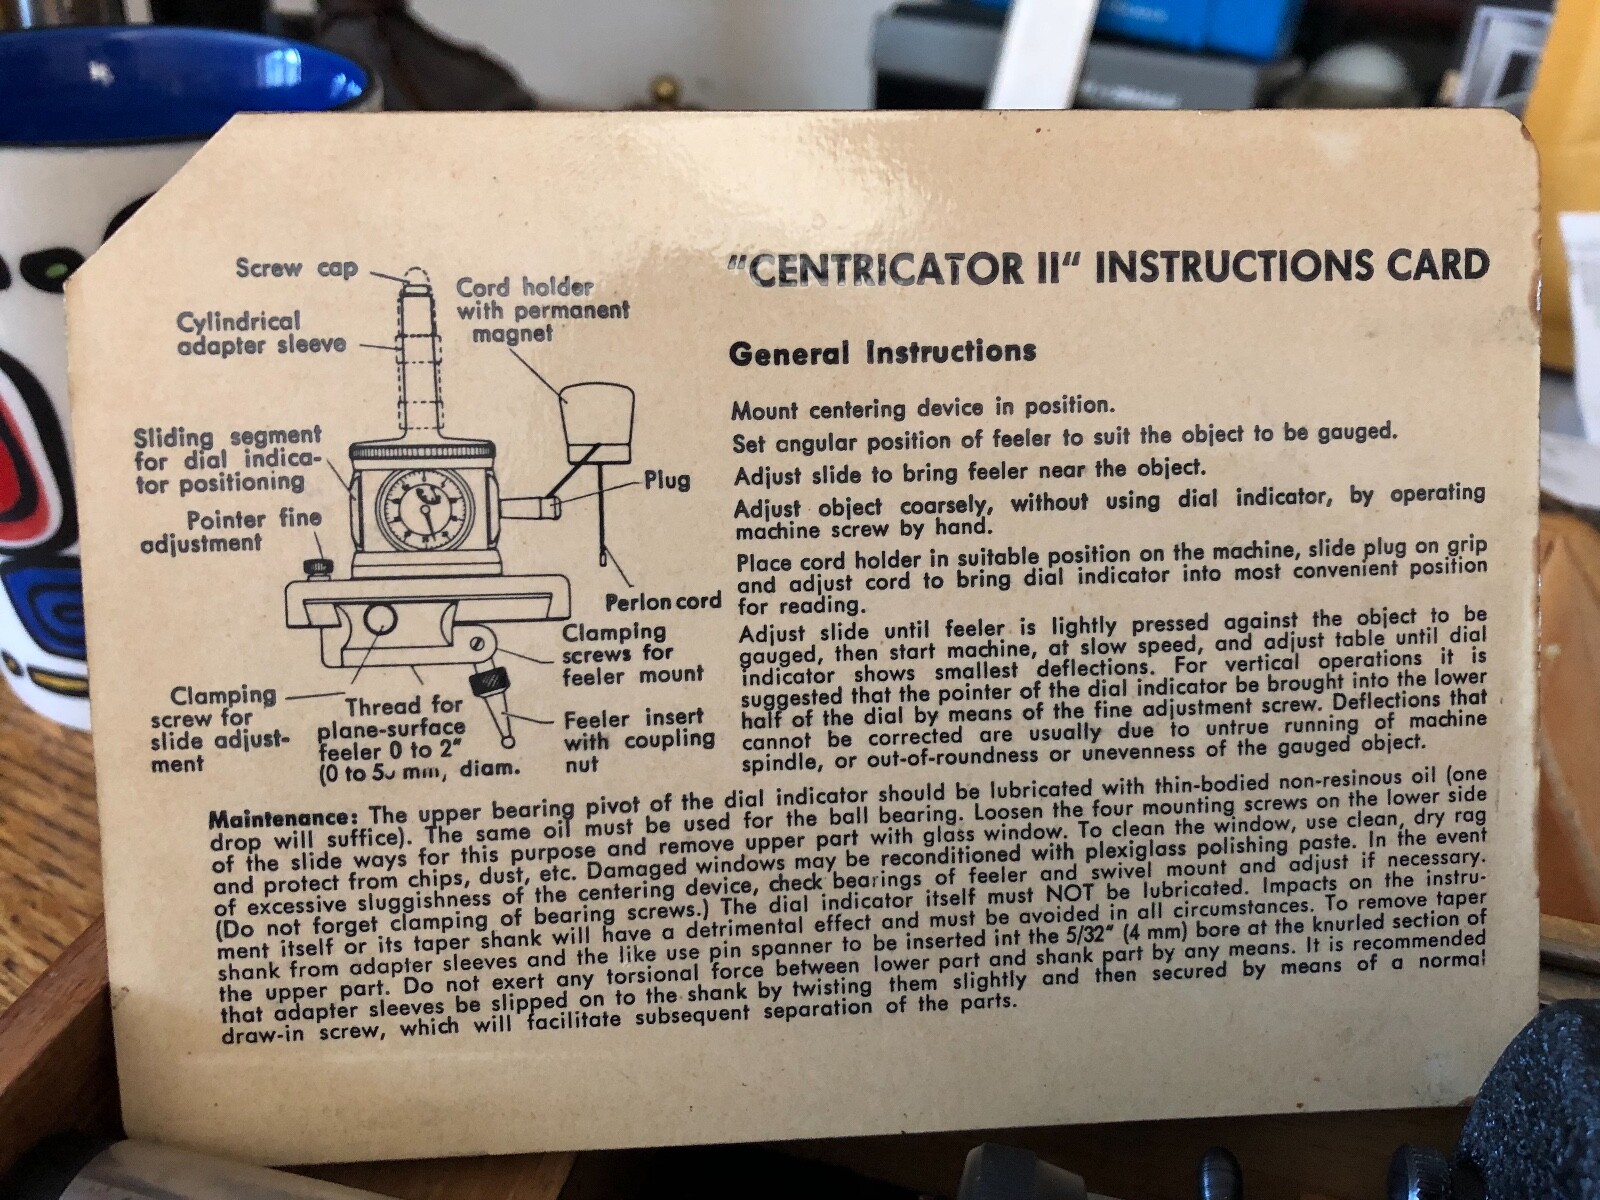 "CENTRICATOR II" INSTRUCTIONS CARD
Screw cap
Cord holder
with permanent
magnet
Cylindrical
adapter sleeve
Sliding segment
for dial indica-
tor positioning
Plug
Pointer fine
adjustment
Perlon cord
Clamping
screws for
feeler mount
Clamping
screw for
slide adjust-
ment
Thread for
plane-surface
feeler 0 to 2"
(0 to 50 mm, diam.
Feeler insert
with coupling
nut
General Instructions
Mount centering device in position.
Set angular position of feeler to suit the object to be gauged.
Adjust slide to bring feeler near the object.
Adjust object coarsely, without using dial indicator, by operating
machine screw by hand.
Place cord holder in suitable position on the machine, slide plug on grip
and adjust cord to bring dial indicator into most convenient position
for reading.
Adjust slide until feeler is lightly pressed against the object to be
gauged, then start machine, at slow speed, and adjust table until dial
indicator shows smallest deflections. For vertical operations it is
suggested that the pointer of the dial indicator be brought into the lower
half of the dial by means of the fine adjustment screw. Deflections that
cannot be corrected are usually due to untrue running of machine
spindle, or out-of-roundness or unevenness of the gauged object.
Maintenance: The upper bearing pivot of the dial indicator should be lubricated with thin-bodied non-resinous oil (one
drop will suffice). The same oil must be used for the ball bearing. Loosen the four mounting screws on the lower side
of the slide ways for this purpose and remove upper part with glass window. To clean the window, use clean, dry rag
and protect from chips, dust, etc. Damaged windows may be reconditioned with plexiglass polishing paste. In the event
of excessive sluggishness of the centering device, check bearings of feeler and swivel mount and adjust if necessary.
(Do not forget clamping of bearing screws.) The dial indicator itself must NOT be lubricated. Impacts on the instru-
ment itself or its taper shank will have a detrimental effect and must be avoided in all circumstances. To remove taper
shank from adapter sleeves and the like use pin spanner to be inserted int the 5/32" (4 mm) bore at the knurled section of
the upper part. Do not exert any torsional force between lower part and shank part by any means. It is recommended
that adapter sleeves be slipped on to the shank by twisting them slightly and then secured by means of a normal
draw-in screw, which will facilitate subsequent separation of the parts.